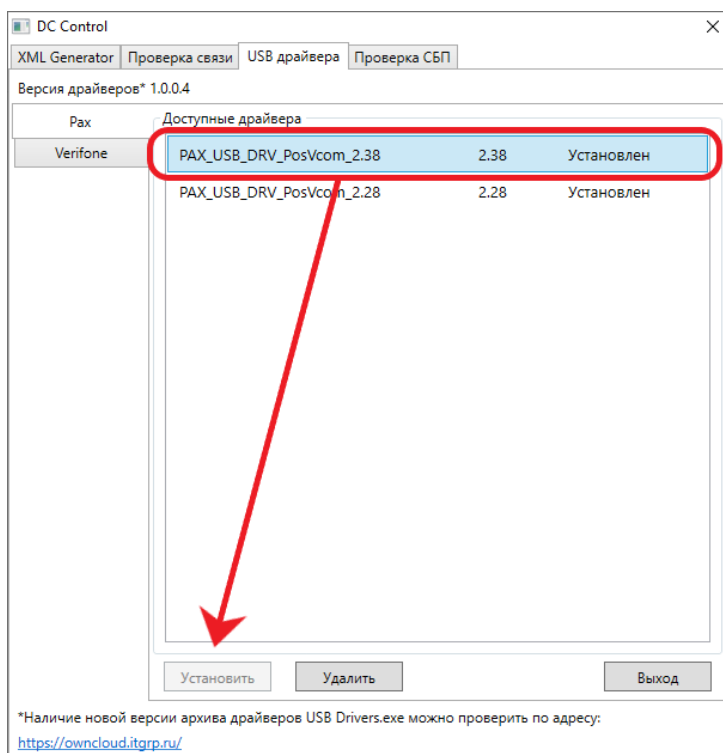 DC Control
XML Generator Проверка связи USB драйвера Проверка СБП
Версия драйверов* 1.0.0.4
Pax
Verifone
Доступные драйвера
PAX_USB_DRV_PosVcom_2.38 2.38 Установлен
PAX_USB_DRV_PosVcom_2.28 2.28 Установлен
Установить Удалить Выход
*Наличие новой версии архива драйверов USB Drivers.exe можно проверить по адресу:
https://owncloud.itgrp.ru/